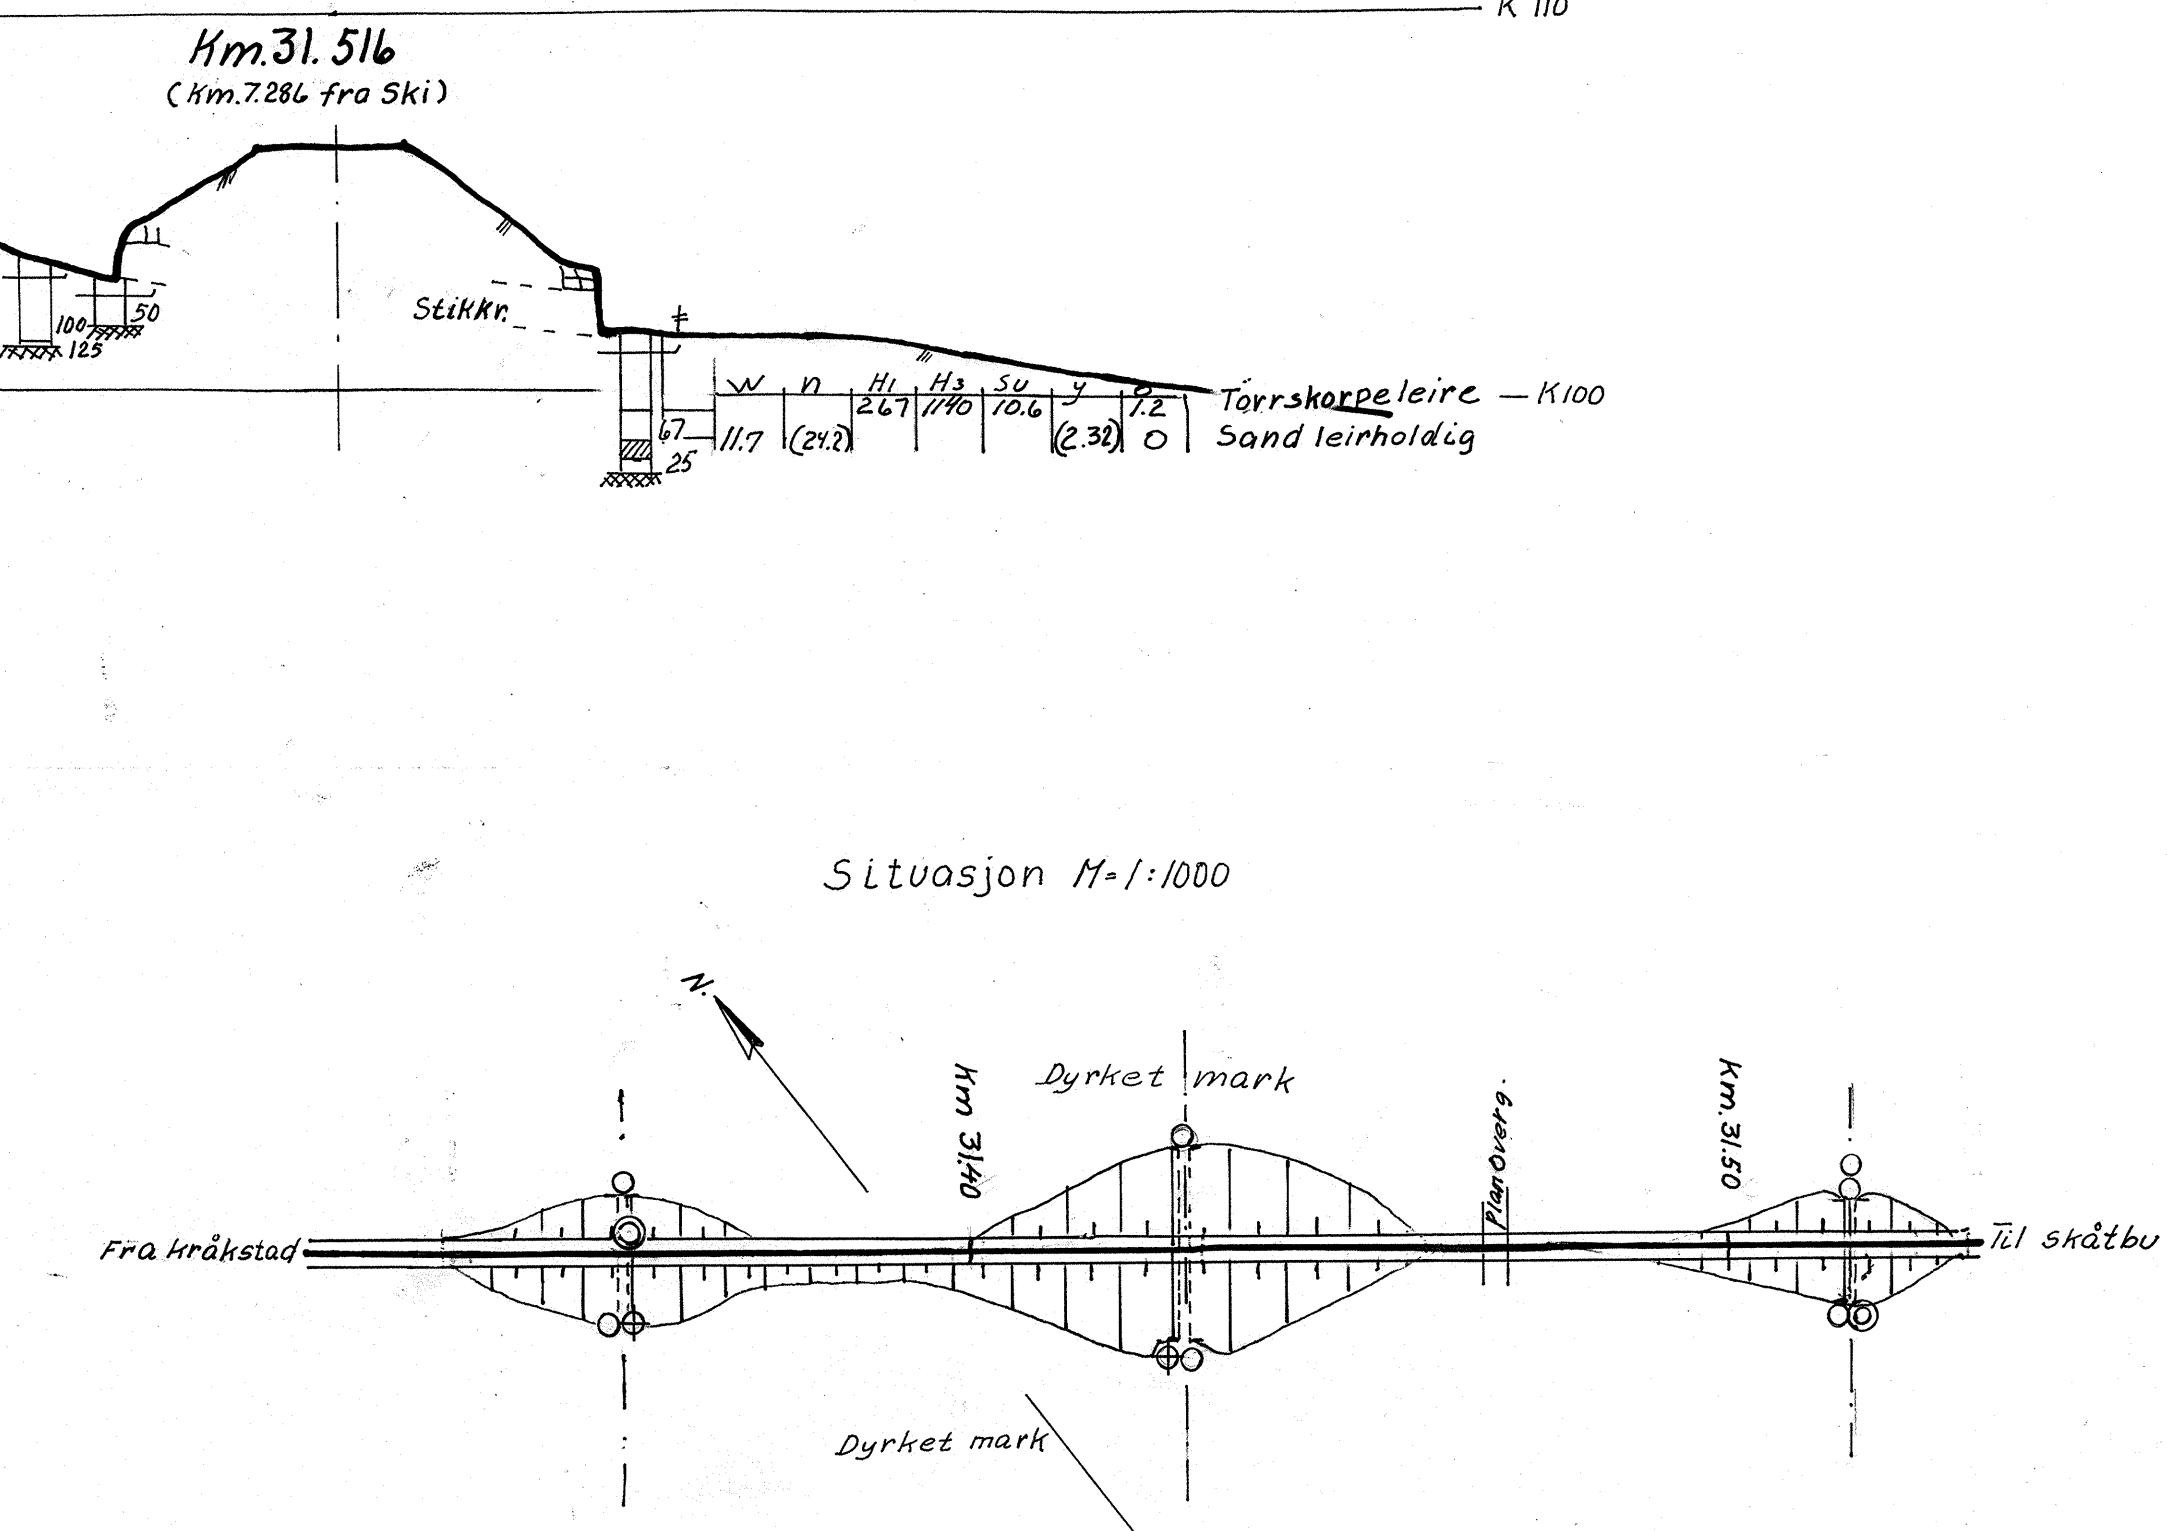 K 110
Km.31.516
(Km.7.286 fra Ski)
Stikkr.
50
100
125
W n H1 H3 Su γ O
267 1140 10.6 1.2 Törrskorpeleire — K100
67 11.7 (24.2) (2.32) O Sand leirholdig
25
Situasjon M=1:1000
N.
Km 31.40
Dyrket mark
Planoverg.
Km.31.50
Fra kråkstad
Til skåtbu
Dyrket mark